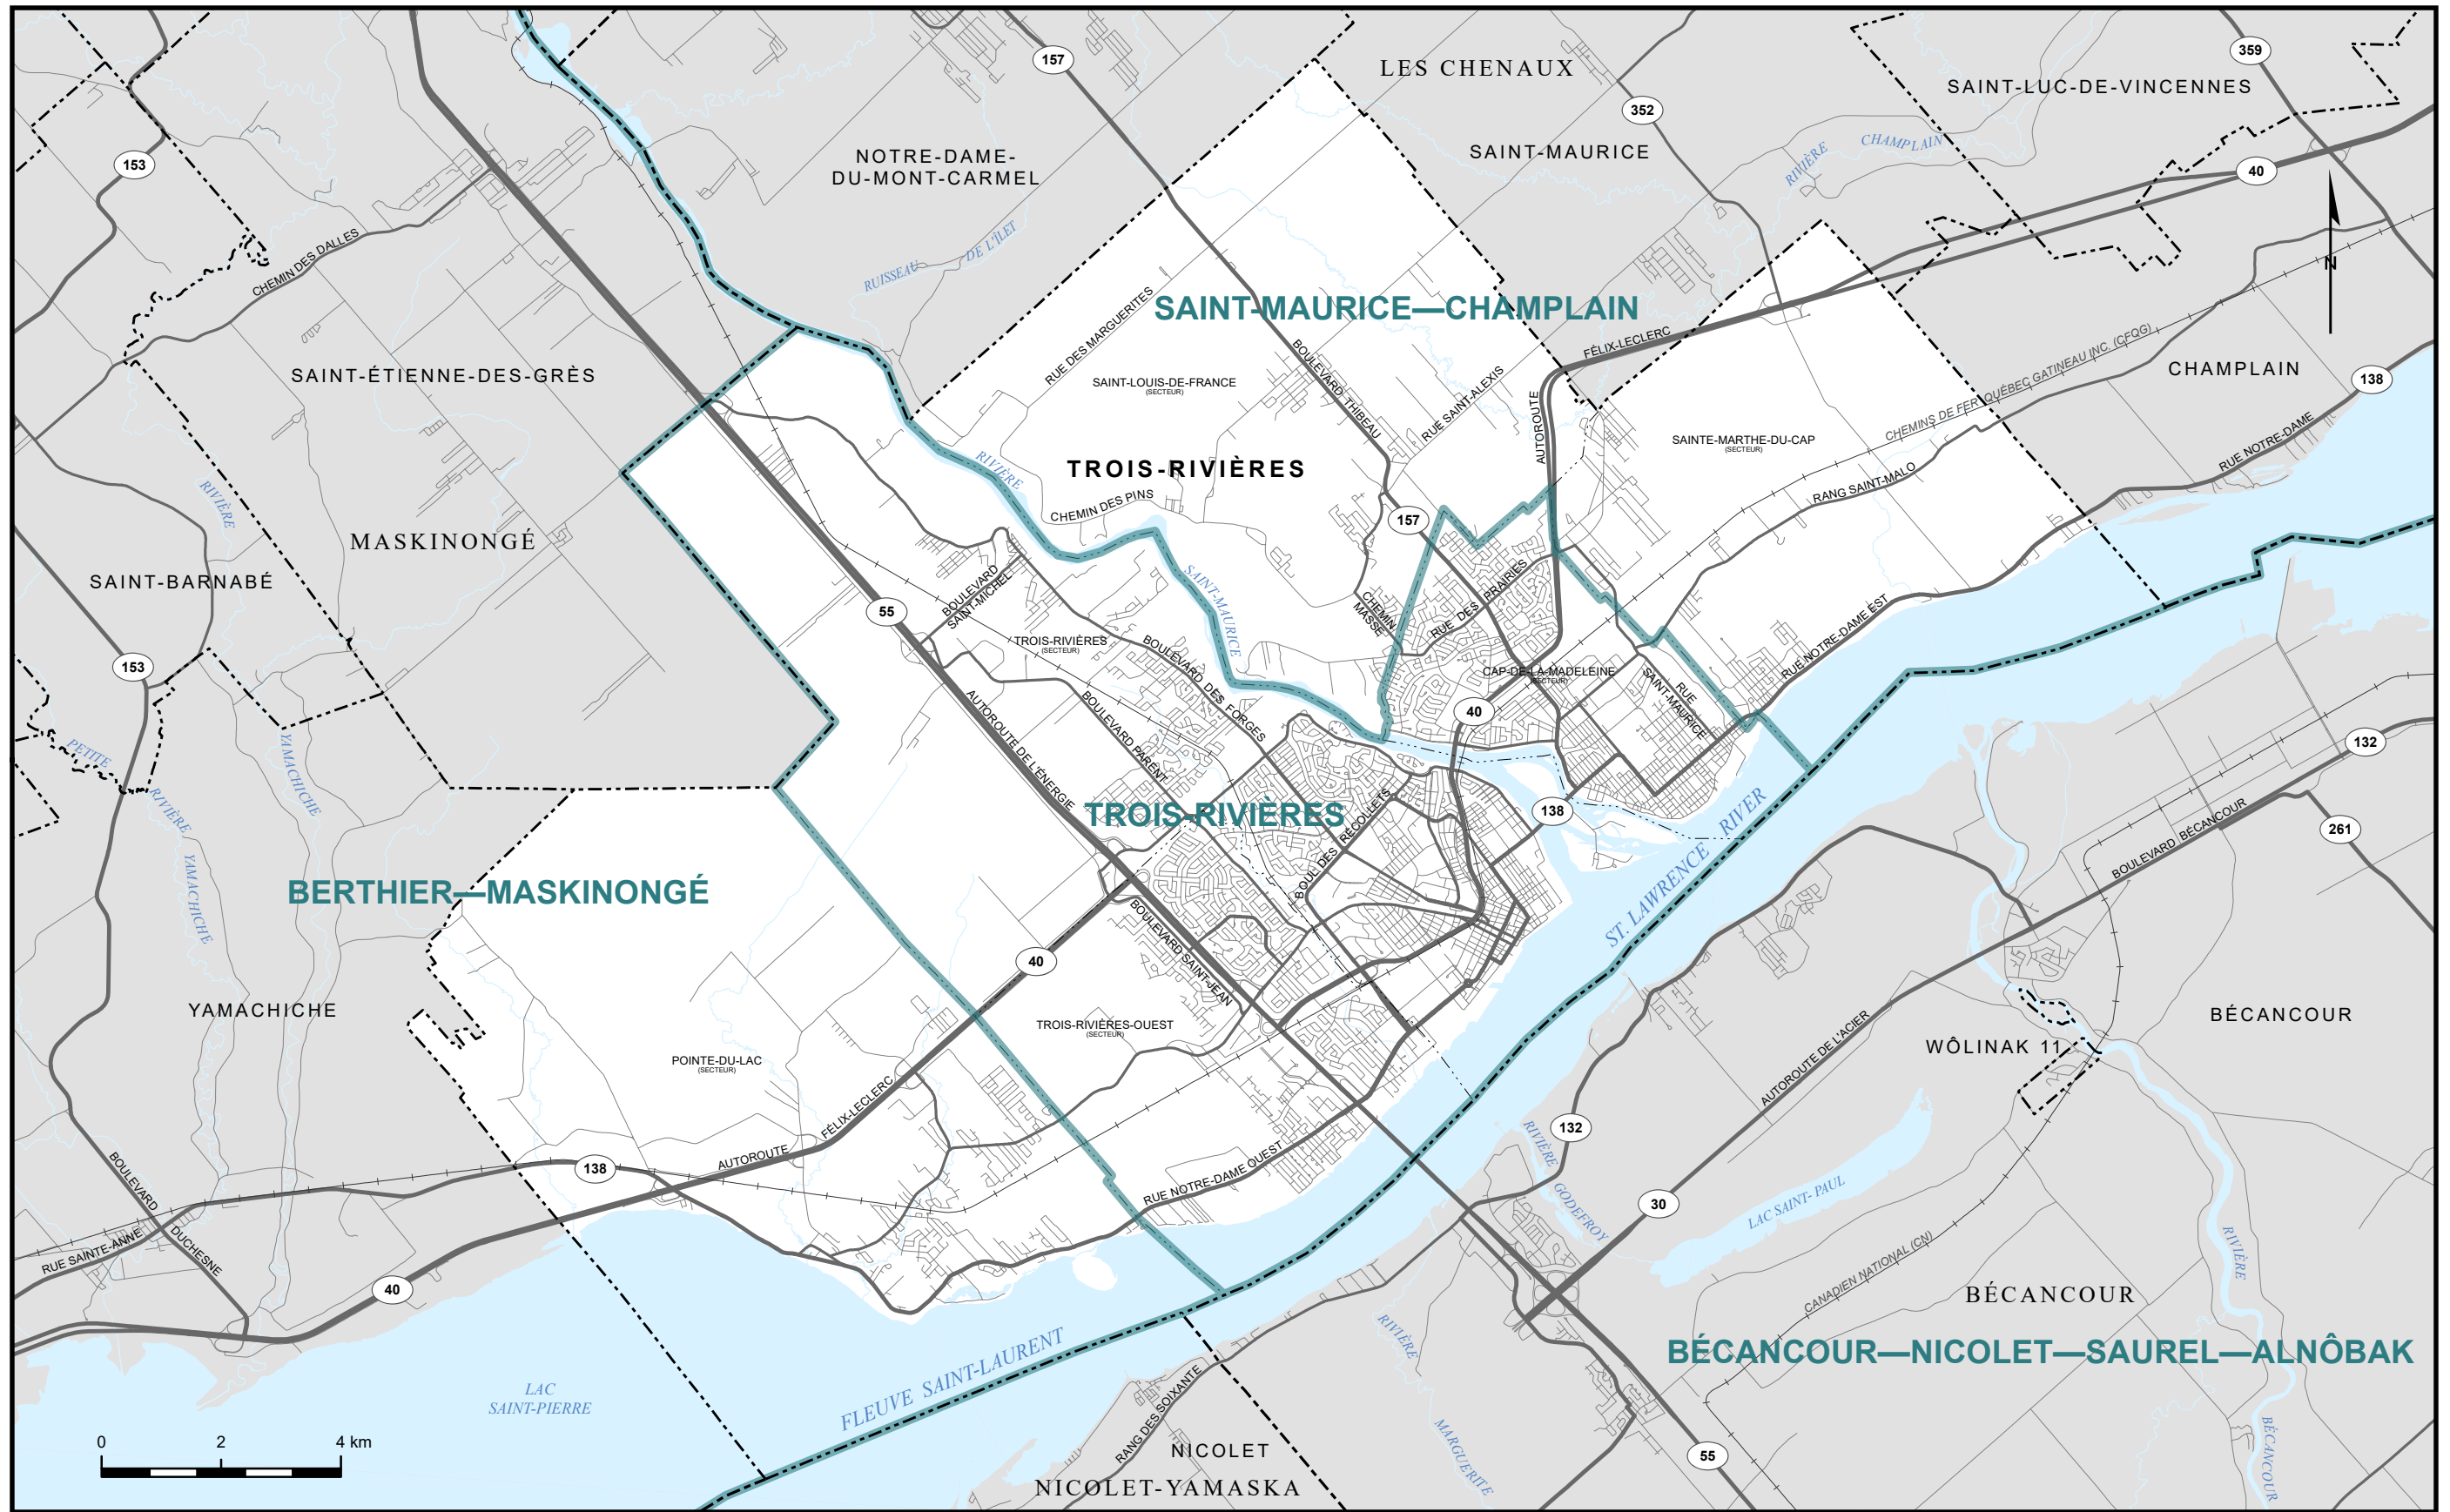 LES CHENAUX
157
359
352
SAINT-LUC-DE-VINCENNES
SAINT-MAURICE
RIVIÈRE
CHAMPLAIN
NOTRE-DAME-
DU-MONT-CARMEL
153
40
N
CHEMIN DES DALLES
RUISSEAU
DE L'ÎLET
RUE DES MARGUERITES
SAINT-MAURICE—CHAMPLAIN
FÉLIX-LECLERC
CHEMINS DE FER QUÉBEC GATINEAU INC. (CFQG)
CHAMPLAIN
138
SAINT-ÉTIENNE-DES-GRÈS
SAINT-LOUIS-DE-FRANCE
(SECTEUR)
BOULEVARD THIBEAU
RUE SAINT-ALEXIS
AUTOROUTE
SAINTE-MARTHE-DU-CAP
(SECTEUR)
RUE NOTRE-DAME
TROIS-RIVIÈRES
RIVIÈRE
RANG SAINT-MALO
CHEMIN DES PINS
RIVIÈRE
157
MASKINONGÉ
SAINT-BARNABÉ
SAINT-MAURICE
BOULEVARD
SAINT-MICHEL
55
CHEMIN
MASSÉ
RUE DES PRAIRIES
RUE NOTRE-DAME EST
TROIS-RIVIÈRES
(SECTEUR)
BOULEVARD DES FORGES
153
CAP-DE-LA-MADELEINE
(SECTEUR)
RUE
SAINT-MAURICE
40
AUTOROUTE DE L'ÉNERGIE
BOULEVARD PARENT
132
PETITE
RIVIÈRE
YAMACHICHE
YAMACHICHE
TROIS-RIVIÈRES
138
BOUL DES RÉCOLLETS
ST. LAWRENCE RIVER
BOULEVARD BÉCANCOUR
261
BERTHIER—MASKINONGÉ
BOULEVARD SAINT-JEAN
40
YAMACHICHE
TROIS-RIVIÈRES-OUEST
(SECTEUR)
BÉCANCOUR
WÔLINAK 11
POINTE-DU-LAC
(SECTEUR)
AUTOROUTE DE L'ACIER
FÉLIX-LECLERC
AUTOROUTE
138
132
RIVIÈRE
GODEFROY
RUE NOTRE-DAME OUEST
30
LAC SAINT-PAUL
BOULEVARD
DUCHESNE
RUE SAINTE-ANNE
40
CANADIEN NATIONAL (CN)
RIVIÈRE
BÉCANCOUR
BÉCANCOUR
BÉCANCOUR—NICOLET—SAUREL—ALNÔBAK
RIVIÈRE
MARGUERITE
FLEUVE SAINT-LAURENT
LAC
SAINT-PIERRE
RANG DES SOIXANTE
NICOLET
NICOLET-YAMASKA
55
0 2 4 km